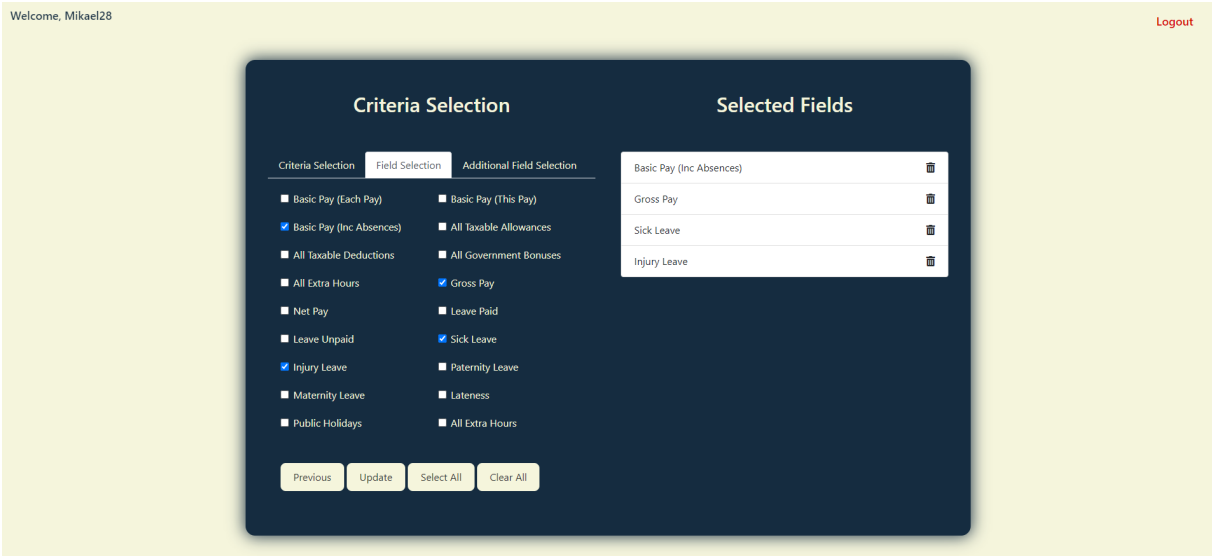 Welcome, Mikael28
Logout
Criteria Selection
Selected Fields
Criteria Selection Field Selection Additional Field Selection
Basic Pay (Each Pay) Basic Pay (This Pay)
Basic Pay (Inc Absences) All Taxable Allowances
All Taxable Deductions All Government Bonuses
All Extra Hours Gross Pay
Net Pay Leave Paid
Leave Unpaid Sick Leave
Injury Leave Paternity Leave
Maternity Leave Lateness
Public Holidays All Extra Hours
Previous Update Select All Clear All
Basic Pay (Inc Absences)
Gross Pay
Sick Leave
Injury Leave